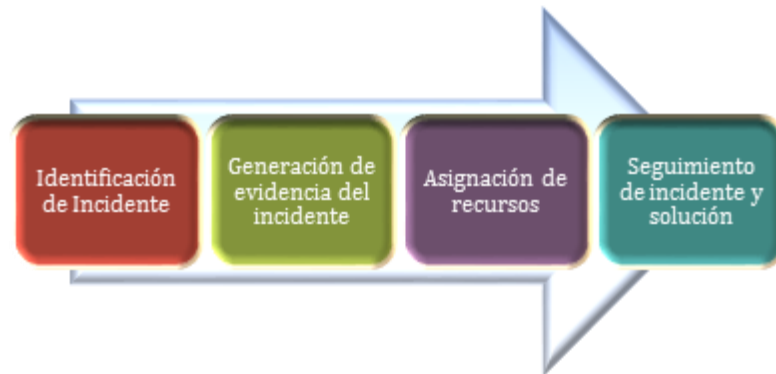 Identificación
de Incidente
Generación de
evidencia del
incidente
Asignación de
recursos
Seguimiento
de incidente y
solución